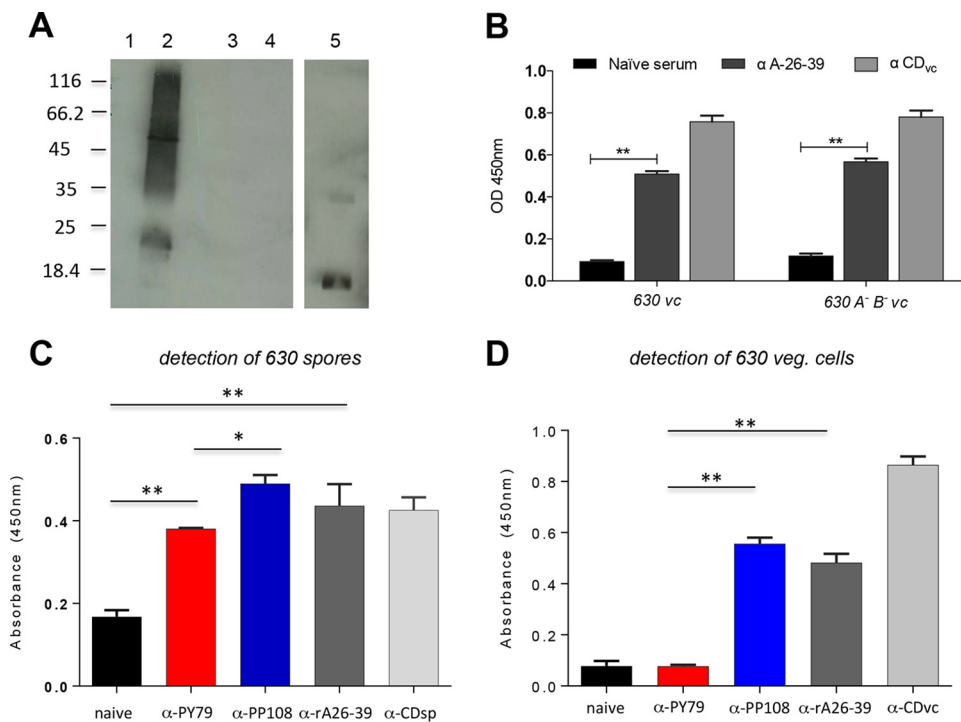 A
1 2 3 4 5
116
66.2
45
35
25
18.4
B
Naïve serum α A-26-39 α CDvc
OD 450nm
1.0
0.8
0.6
0.4
0.2
0.0
**
**
630 vc
630 A⁻ B⁻ vc
C
detection of 630 spores
**
*
**
Absorbance (450nm)
0.6
0.4
0.2
0.0
naive α-PY79 α-PP108 α-rA26-39 α-CDsp
D
detection of 630 veg. cells
**
**
Absorbance (450nm)
1.0
0.8
0.6
0.4
0.2
0.0
naive α-PY79 α-PP108 α-rA26-39 α-CDvc